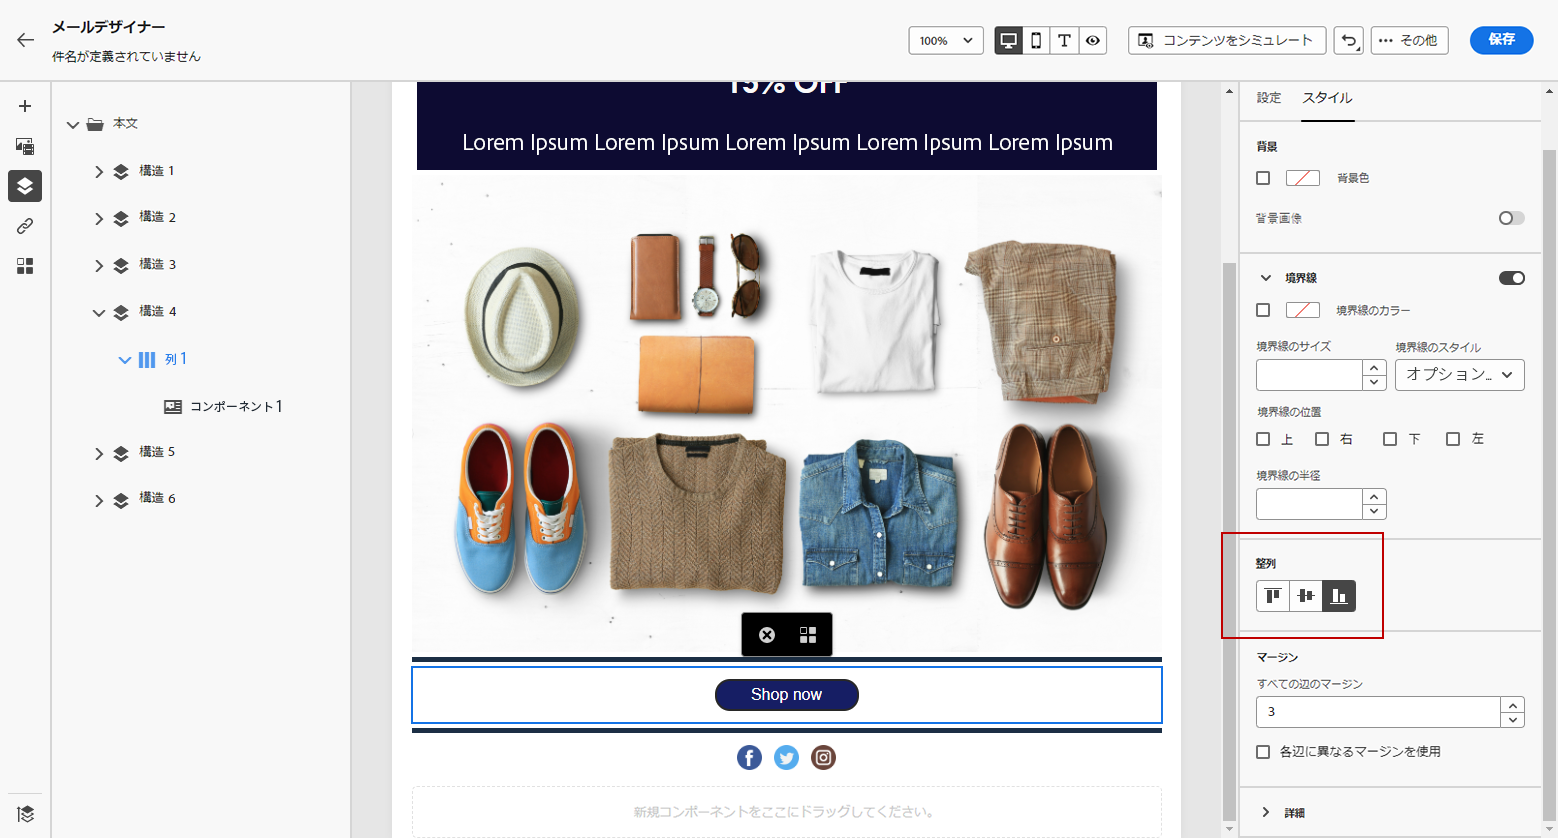 メールデザイナー
件名が定義されていません
100%
コンテンツをシミュレート
その他
保存
本文
構造 1
構造 2
構造 3
構造 4
列 1
コンポーネント 1
構造 5
構造 6
15% OFF
Lorem Ipsum Lorem Ipsum Lorem Ipsum Lorem Ipsum Lorem Ipsum
Shop now
新規コンポーネントをここにドラッグしてください。
設定
スタイル
背景
背景色
背景画像
境界線
境界線のカラー
境界線のサイズ
境界線のスタイル
オプション...
境界線の位置
上
右
下
左
境界線の半径
整列
マージン
すべての辺のマージン
3
各辺に異なるマージンを使用
詳細